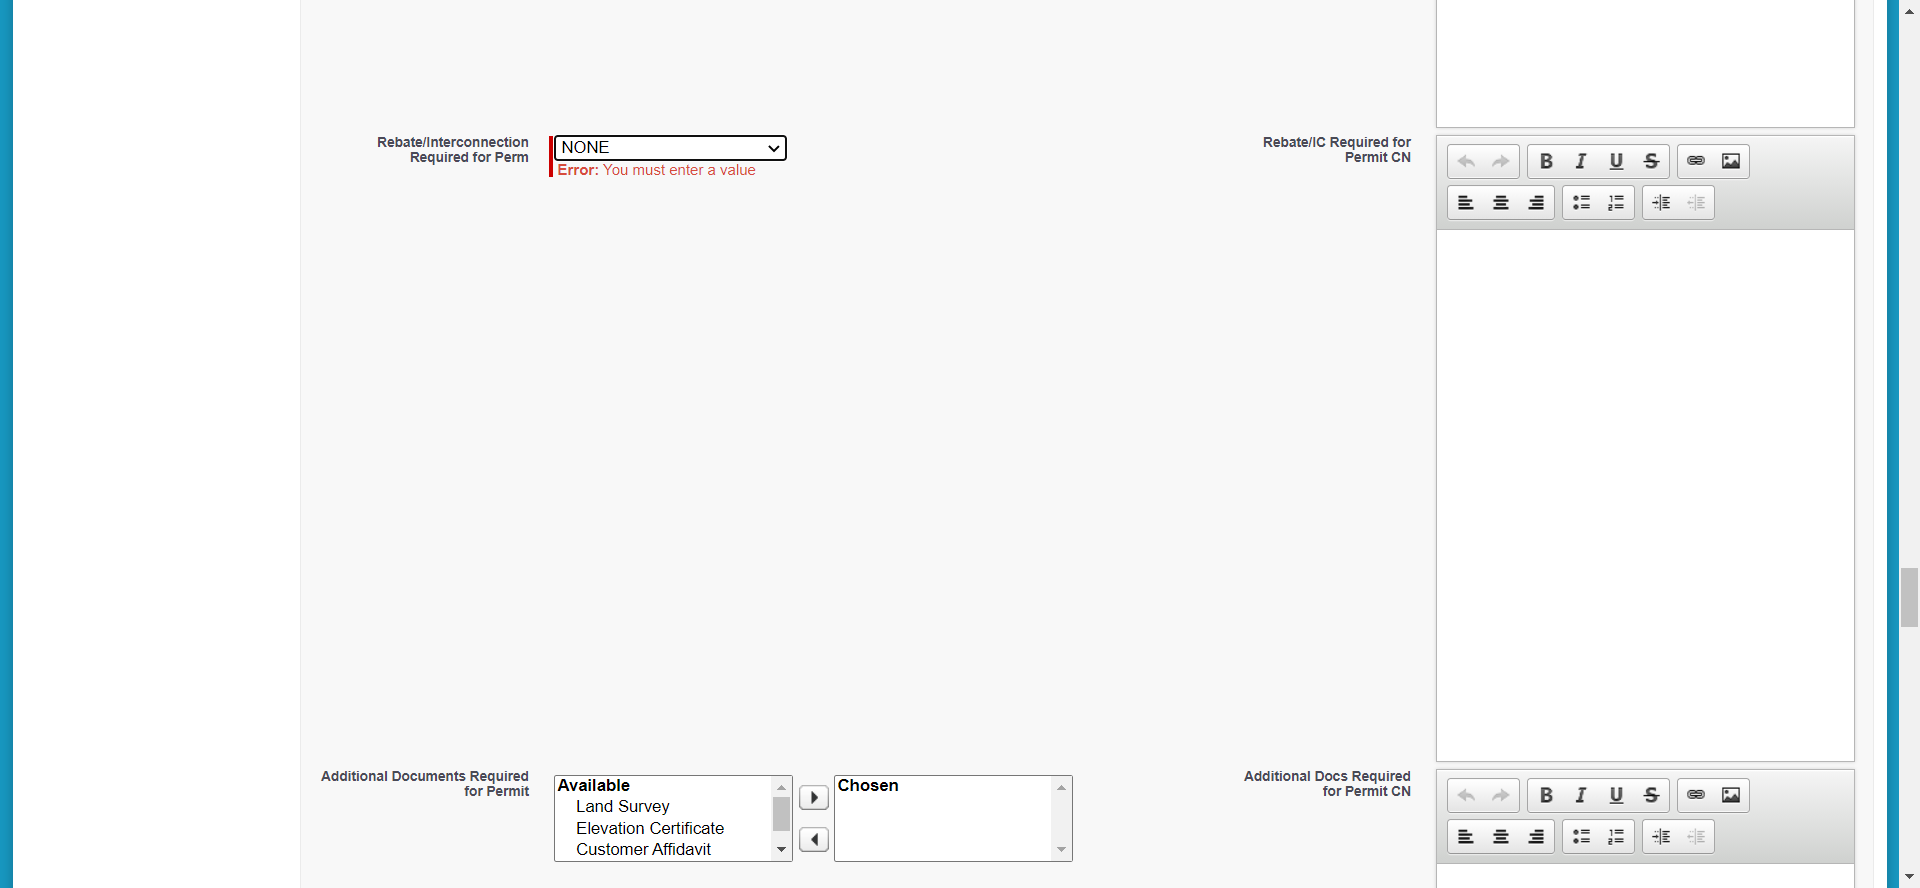 Rebate/Interconnection
Required for Perm
NONE
Error: You must enter a value
Rebate/IC Required for
Permit CN
Additional Documents Required
for Permit
Available
Land Survey
Elevation Certificate
Customer Affidavit
Chosen
Additional Docs Required
for Permit CN